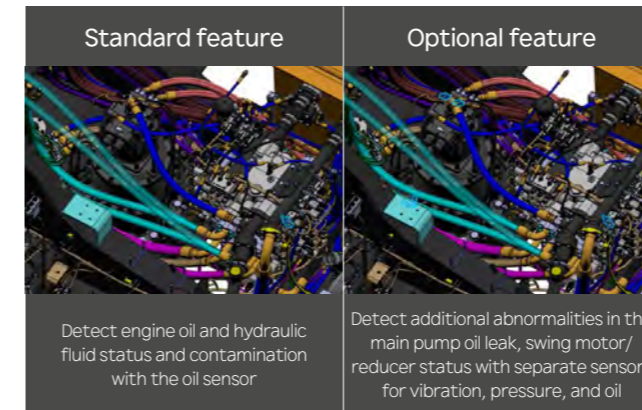 Standard feature
Optional feature
Detect engine oil and hydraulic
fluid status and contamination
with the oil sensor
Detect additional abnormalities in th
main pump oil leak, swing motor/
reducer status with separate sensor
for vibration, pressure, and oil